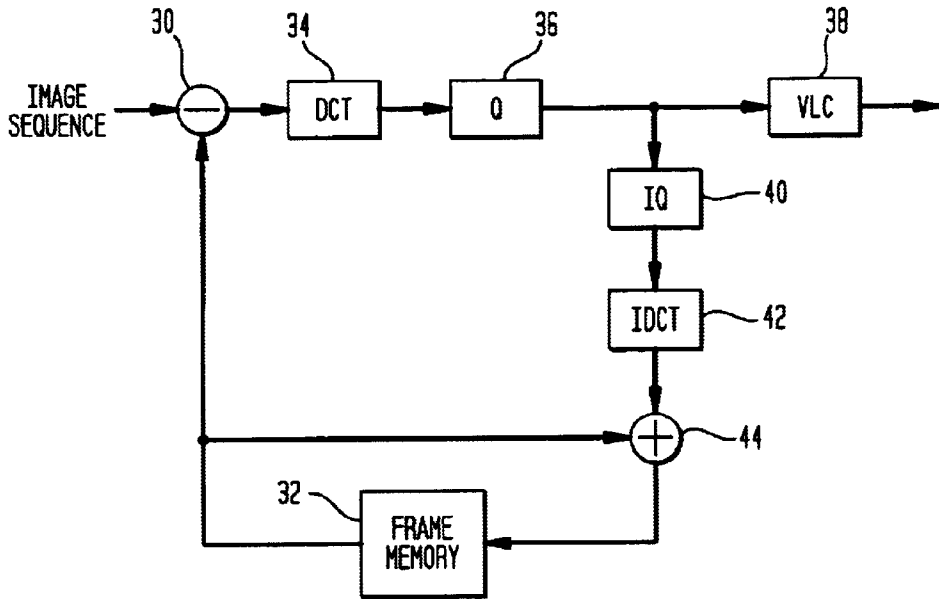 30
34
36
38
IMAGE
SEQUENCE
DCT
Q
VLC
IQ
40
IDCT
42
44
32
FRAME
MEMORY